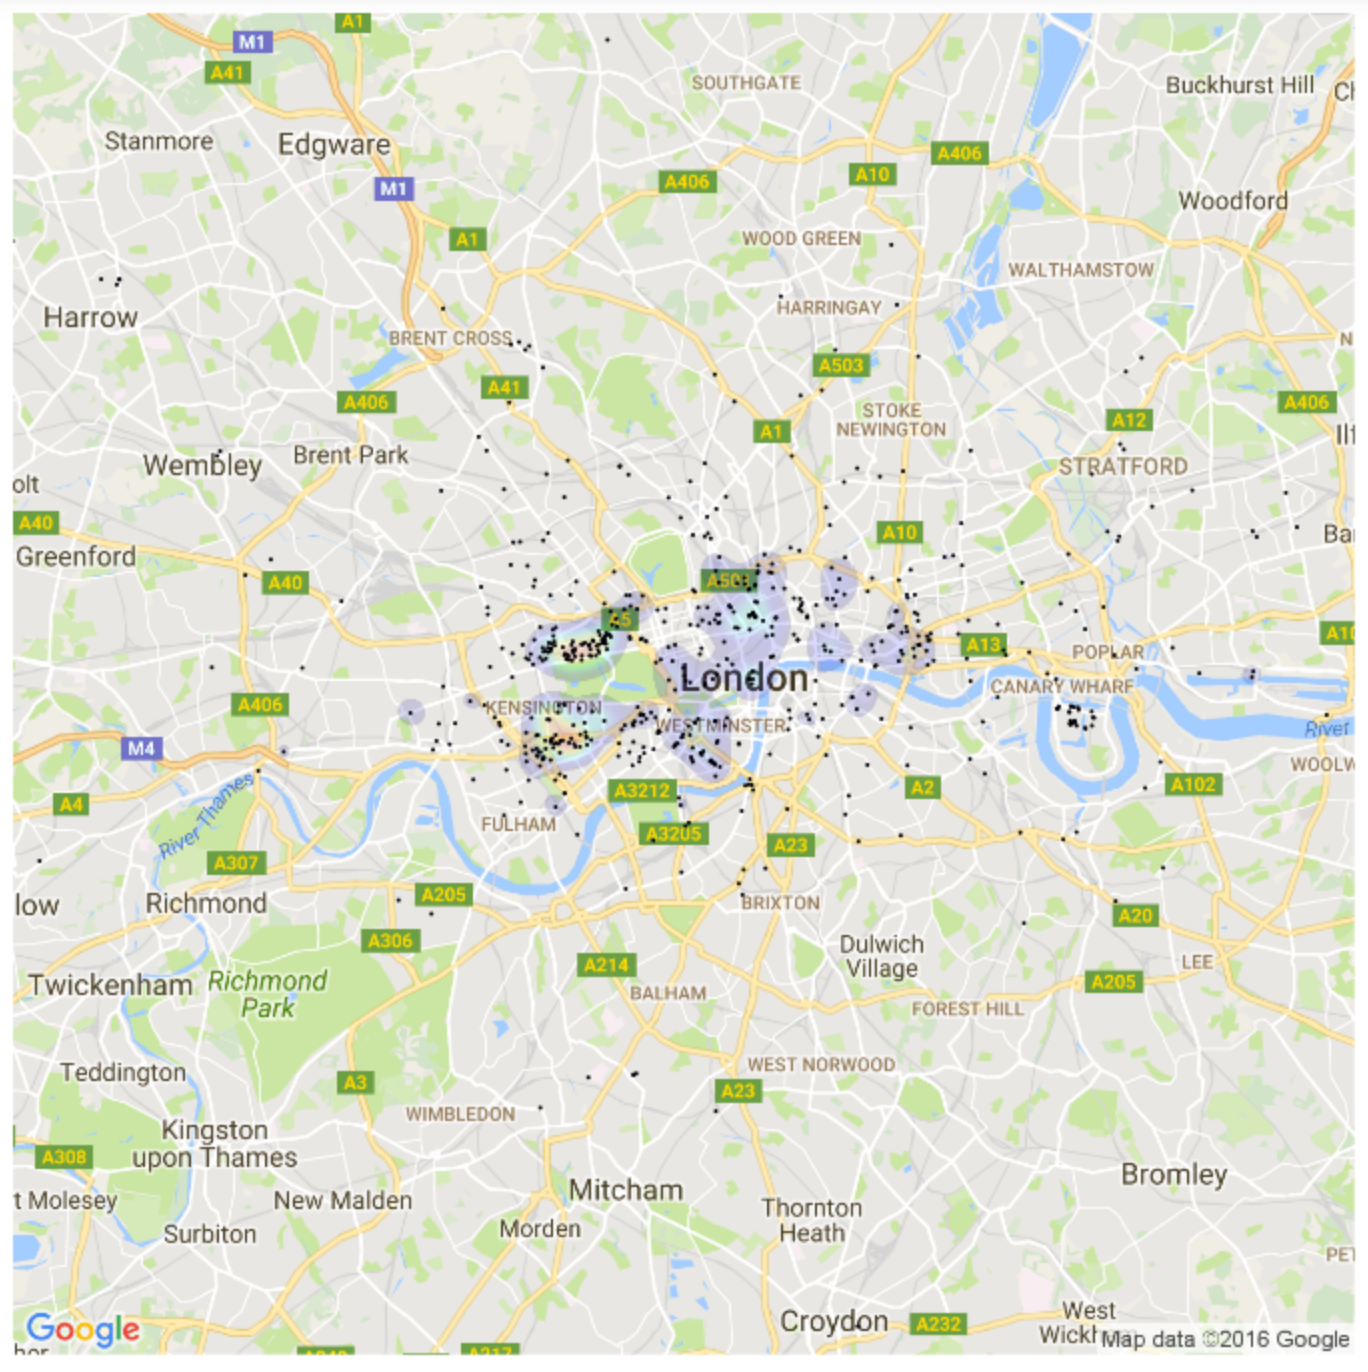 A1
M1
A41
SOUTHGATE
Buckhurst Hill
Stanmore
Edgware
A406
A10
A406
M1
Woodford
A1
WOOD GREEN
WALTHAMSTOW
HARRINGAY
Harrow
BRENT CROSS
A503
A41
A406
STOKE
NEWINGTON
A406
A12
A1
Wembley
Brent Park
STRATFORD
olt
A40
A10
Greenford
A40
A501
A5
A13
POPLAR
London
CANARY WHARF
KENSINGTON
A406
WESTMINSTER
River
M4
WOOLW
A4
River Thames
A3212
A2
A102
FULHAM
A3205
A23
A307
low
Richmond
A205
BRIXTON
A20
A306
Dulwich
Village
LEE
Twickenham
Richmond
Park
A214
BALHAM
A205
FOREST HILL
Teddington
WEST NORWOOD
A3
A23
WIMBLEDON
Kingston
upon Thames
A308
Bromley
t Molesey
New Malden
Mitcham
Thornton
Heath
Surbiton
Morden
PET
Google
Croydon
A232
West
Wickh
Map data ©2016 Google
A217